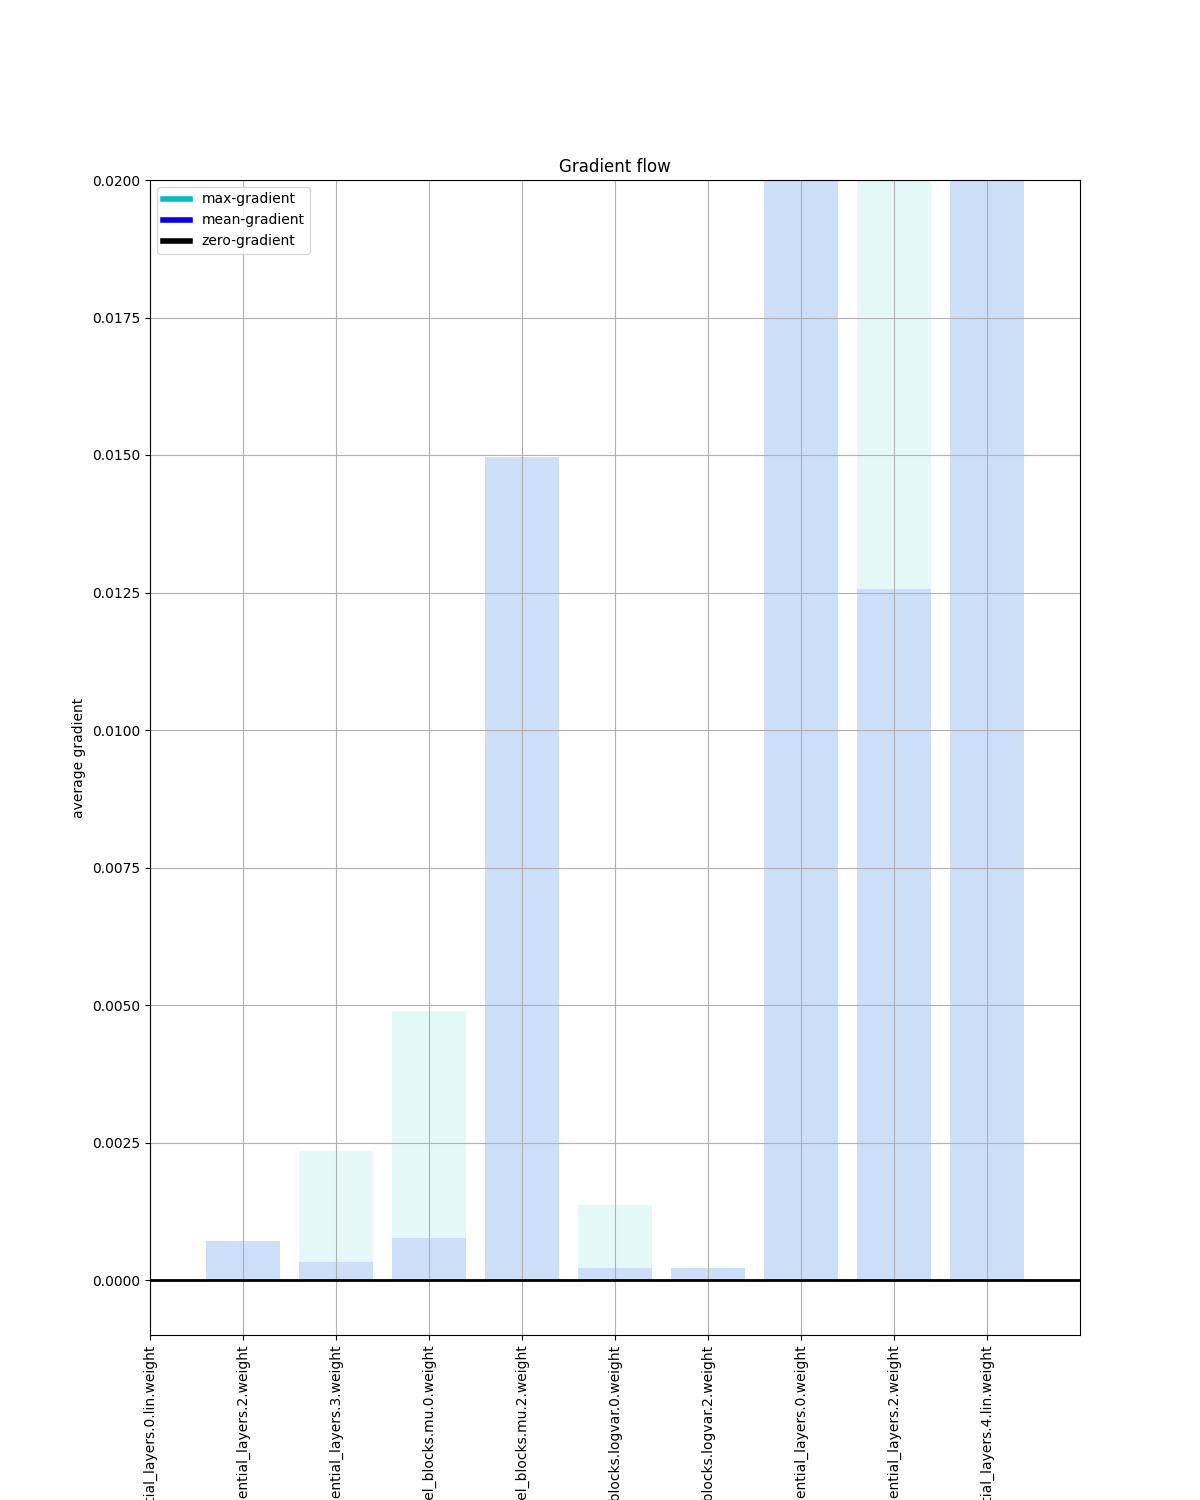 Gradient flow
max-gradient
mean-gradient
zero-gradient
0.0200
0.0175
0.0150
0.0125
0.0100
0.0075
0.0050
0.0025
0.0000
average gradient
tial_layers.0.lin.weight
ential_layers.2.weight
ential_layers.3.weight
el_blocks.mu.0.weight
el_blocks.mu.2.weight
blocks.logvar.0.weight
blocks.logvar.2.weight
ential_layers.0.weight
ential_layers.2.weight
tial_layers.4.lin.weight